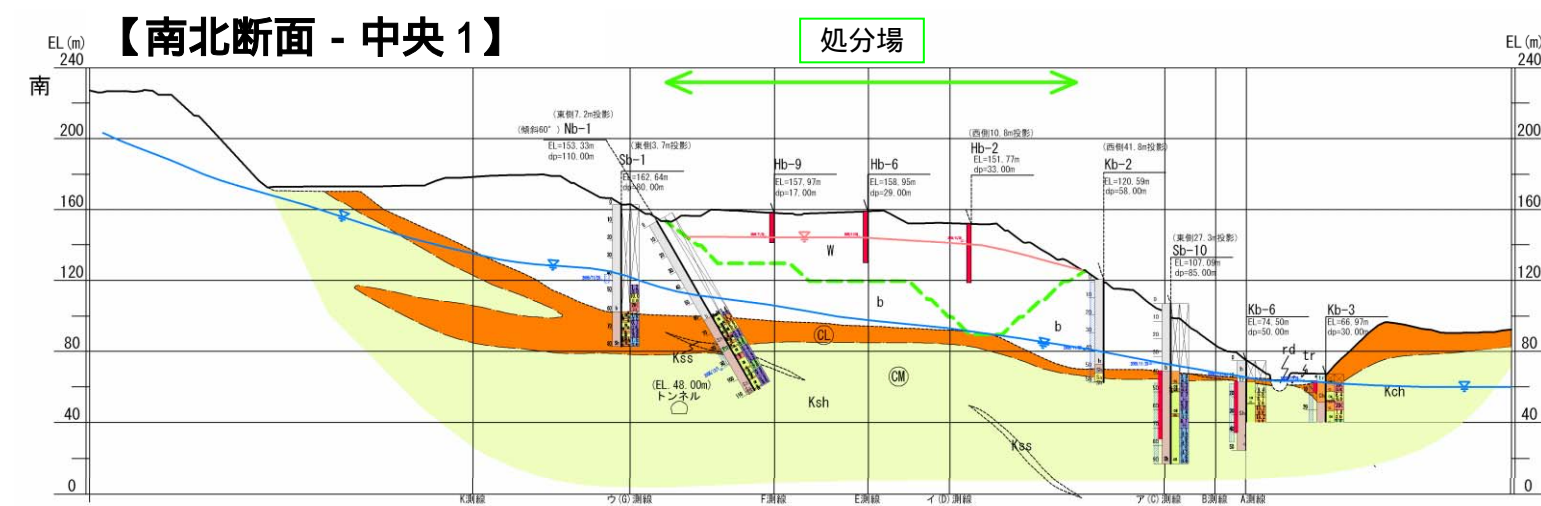 【南北断面 - 中央1】
処分場
EL(m)
240
南
200
160
120
80
40
0
EL(m)
240
200
160
120
80
40
0
(東側7.2m投影)
(傾斜60°) Nb-1
EL=153.33m
dp=110.00m
(東側3.7m投影)
Sb-1
EL=162.64m
dp=80.00m
Hb-9
EL=157.97m
dp=17.00m
Hb-6
EL=158.95m
dp=29.00m
(西側10.8m投影)
Hb-2
EL=151.77m
dp=33.00m
(西側41.8m投影)
Kb-2
EL=120.59m
dp=58.00m
(東側27.3m投影)
Sb-10
EL=107.09m
dp=85.00m
Kb-6
EL=74.50m
dp=50.00m
Kb-3
EL=66.97m
dp=30.00m
W
b
b
rd
tr
CL
Kss
CM
(EL. 48.00m)
トンネル
Ksh
Kss
Kch
K測線
ウ(G)測線
F測線
E測線
イ(D)測線
ア(C)測線
B測線
A測線